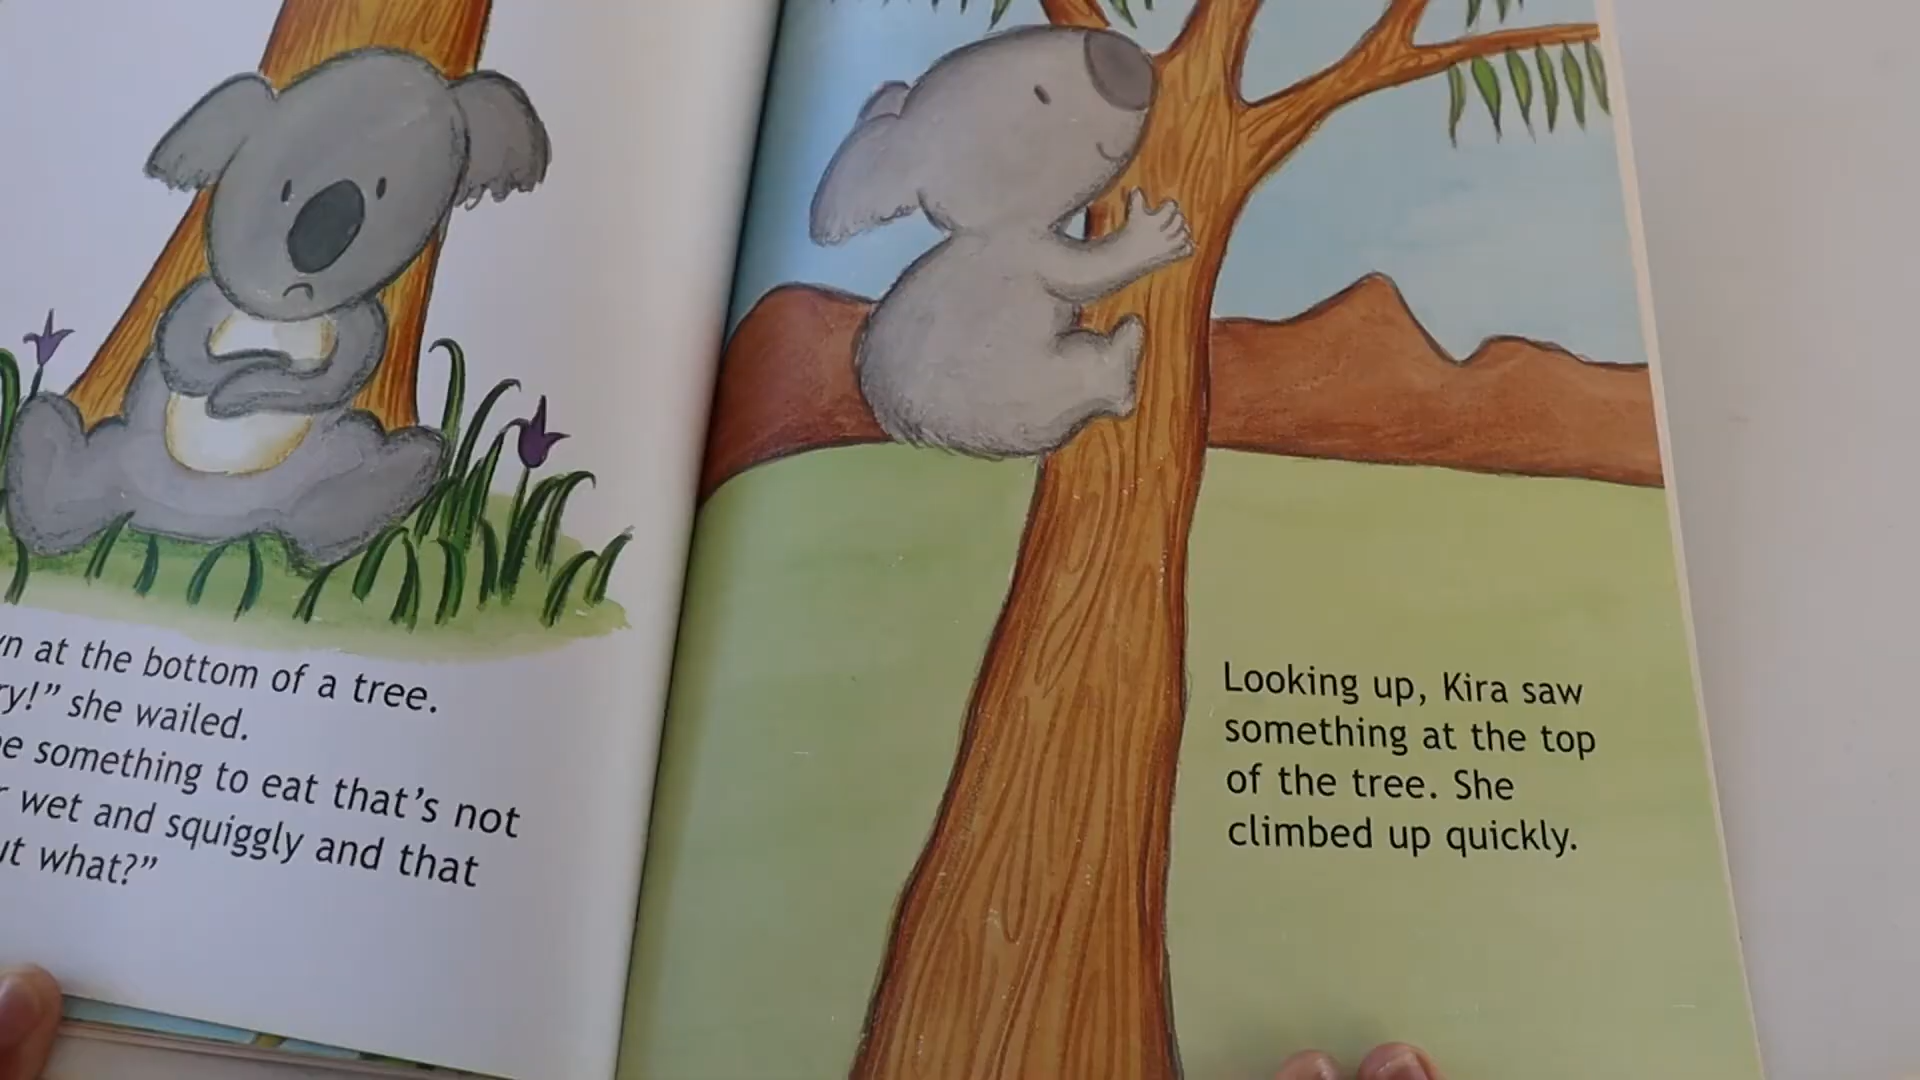 at the bottom of a tree.
she wailed.
something to eat that's not
wet and squiggly and that
what?”
Looking up, Kira saw
something at the top
of the tree. She
climbed up quickly.